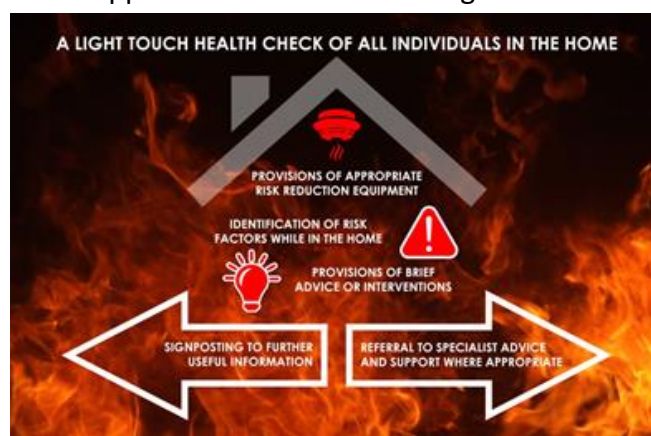 A LIGHT TOUCH HEALTH CHECK OF ALL INDIVIDUALS IN THE HOME
PROVISIONS OF APPROPRIATE
RISK REDUCTION EQUIPMENT
IDENTIFICATION OF RISK
FACTORS WHILE IN THE HOME
PROVISIONS OF BRIEF
ADVICE OR INTERVENTIONS
SIGNPOSTING TO FURTHER
USEFUL INFORMATION
REFERRAL TO SPECIALIST ADVICE
AND SUPPORT WHERE APPROPRIATE